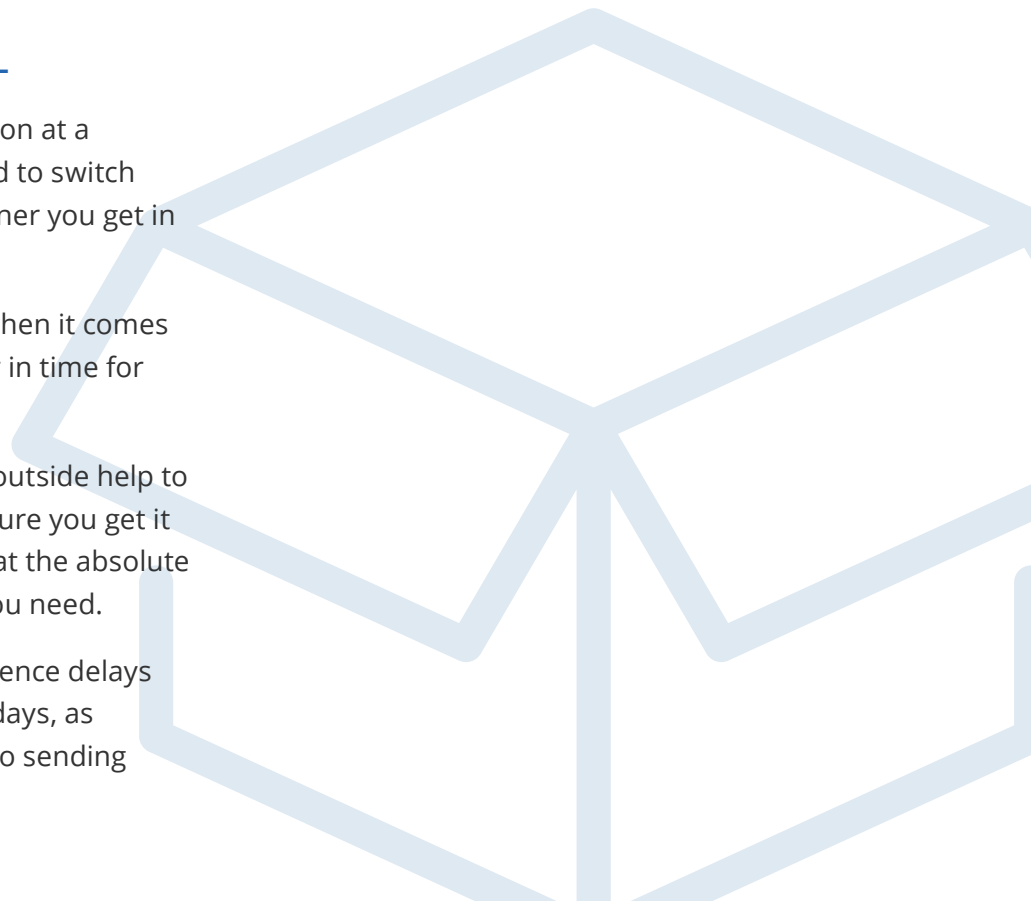 on at a
d to switch
ner you get in
hen it comes
in time for
outside help to
ure you get it
at the absolute
ou need.
ence delays
days, as
o sending